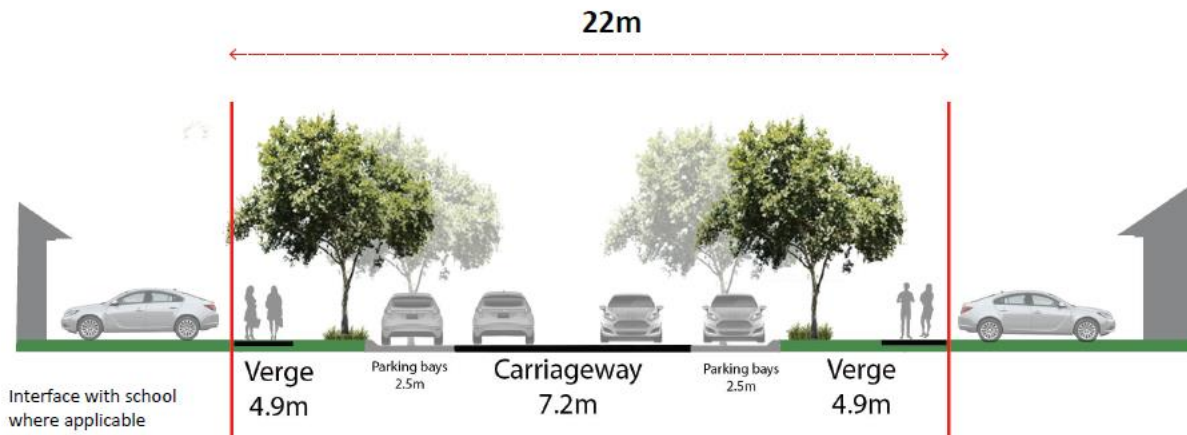 22m
Verge
4.9m
Parking bays
2.5m
Carriageway
7.2m
Parking bays
2.5m
Verge
4.9m
Interface with school
where applicable